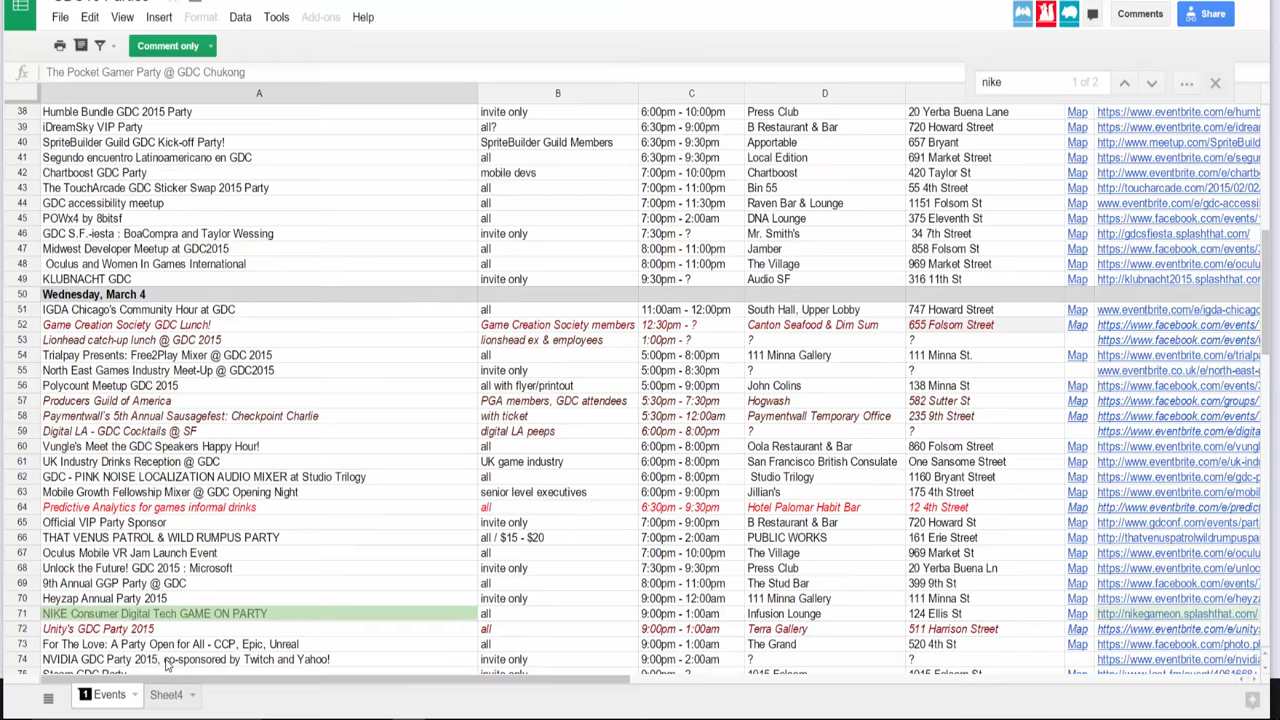 File Edit View Insert Format Data Tools Add-ons Help Comments Share
Comment only
fx The Pocket Gamer Party @ GDC Chukong nike 1 of 2
A B C D
38 Humble Bundle GDC 2015 Party invite only 6:00pm - 10:00pm Press Club 20 Yerba Buena Lane Map https://www.eventbrite.com/e/humb
39 iDreamSky VIP Party all? 6:30pm - 9:00pm B Restaurant & Bar 720 Howard Street Map https://www.eventbrite.com/e/idrea
40 SpriteBuilder Guild GDC Kick-off Party! SpriteBuilder Guild Members 6:30pm - 9:30pm Apportable 657 Bryant Map https://www.meetup.com/SpriteBuil
41 Segundo encuentro Latinoamericano en GDC all 6:30pm - 9:30pm Local Edition 691 Market Street Map https://www.eventbrite.com/e/segu
42 Chartboost GDC Party mobile devs 7:00pm - 10:00pm Chartboost 420 Taylor St Map https://www.eventbrite.com/e/chartb
43 The TouchArcade GDC Sticker Swap 2015 Party all 7:00pm - 11:00pm Bin 55 55 4th Street Map http://toucharcade.com/2015/02/02
44 GDC accessibility meetup all 7:00pm - 11:30pm Raven Bar & Lounge 1151 Folsom St Map www.eventbrite.com/e/gdc-accessi
45 POWx4 by 8bitsf all 7:00pm - 2:00am DNA Lounge 375 Eleventh St Map https://www.facebook.com/events/
46 GDC S.F.-iesta : BoaCompra and Taylor Wessing invite only 7:30pm - ? Mr. Smith's 34 7th Street Map http://gdcsfiesta.splashthat.com/
47 Midwest Developer Meetup at GDC2015 all 8:00pm - 11:00pm Jamber 858 Folsom St Map https://www.facebook.com/events/
48 Oculus and Women In Games International all 8:00pm - 11:00pm The Village 969 Market Street Map https://www.eventbrite.com/e/oculu
49 KLUBNACHT GDC invite only 9:30pm - ? Audio SF 316 11th St Map http://klubnacht2015.splashthat.co
50 Wednesday, March 4
51 IGDA Chicago's Community Hour at GDC all 11:00am - 12:00pm South Hall, Upper Lobby 747 Howard Street Map www.eventbrite.com/e/igda-chicago
52 Game Creation Society GDC Lunch! Game Creation Society members 12:30pm - ? Canton Seafood & Dim Sum 655 Folsom Street Map https://www.facebook.com/events/
53 Lionhead catch-up lunch @ GDC 2015 lionshead ex & employees 1:00pm - ? ? ? https://www.facebook.com/events/
54 Trialpay Presents: Free2Play Mixer @ GDC 2015 all 5:00pm - 8:00pm 111 Minna Gallery 111 Minna St. Map https://www.eventbrite.com/e/trialp
55 North East Games Industry Meet-Up @ GDC2015 invite only 5:00pm - 8:30pm ? ? www.eventbrite.co.uk/e/north-east-
56 Polycount Meetup GDC 2015 all with flyer/printout 5:00pm - 9:00pm John Colins 138 Minna St Map https://www.facebook.com/events/
57 Producers Guild of America PGA members, GDC attendees 5:30pm - 7:30pm Hogwash 582 Sutter St Map https://www.facebook.com/groups/
58 Paymentwall's 5th Annual Sausagefest: Checkpoint Charlie with ticket 5:30pm - 12:00am Paymentwall Temporary Office 235 9th Street Map https://www.facebook.com/events/
59 Digital LA - GDC Cocktails @ SF digital LA peeps 6:00pm - 8:00pm ? ? https://www.eventbrite.com/e/digita
60 Vungle's Meet the GDC Speakers Happy Hour! all 6:00pm - 8:00pm Oola Restaurant & Bar 860 Folsom Street Map https://www.eventbrite.com/e/vungl
61 UK Industry Drinks Reception @ GDC UK game industry 6:00pm - 8:00pm San Francisco British Consulate One Sansome Street Map https://www.eventbrite.com/e/uk-ind
62 GDC - PINK NOISE LOCALIZATION AUDIO MIXER at Studio Trilogy all 6:00pm - 8:00pm Studio Trilogy 1160 Bryant Street Map https://www.eventbrite.com/e/gdc-p
63 Mobile Growth Fellowship Mixer @ GDC Opening Night senior level executives 6:00pm - 9:00pm Jillian's 175 4th Street Map https://www.eventbrite.com/e/mobil
64 Predictive Analytics for games informal drinks all 6:30pm - 9:30pm Hotel Palomar Habit Bar 12 4th Street Map http://www.eventbrite.com/e/predict
65 Official VIP Party Sponsor invite only 7:00pm - 9:00pm B Restaurant & Bar 720 Howard St Map http://www.gdconf.com/events/part
66 THAT VENUS PATROL & WILD RUMPUS PARTY all / $15 - $20 7:00pm - 2:00am PUBLIC WORKS 161 Erie Street Map http://thatvenuspatrolwildrumpuspa
67 Oculus Mobile VR Jam Launch Event all 7:00pm - 10:00pm The Village 969 Market St Map https://www.eventbrite.com/e/oculu
68 Unlock the Future! GDC 2015 : Microsoft invite only 7:30pm - 9:30pm Press Club 20 Yerba Buena Ln Map https://www.eventbrite.com/e/unloc
69 9th Annual GGP Party @ GDC all 8:00pm - 11:00pm The Stud Bar 399 9th St Map https://www.facebook.com/events/
70 Heyzap Annual Party 2015 invite only 9:00pm - 12:00am 111 Minna Gallery 111 Minna St Map https://www.eventbrite.com/e/heyz
71 NIKE Consumer Digital Tech GAME ON PARTY all 9:00pm - 1:00am Infusion Lounge 124 Ellis St Map http://nikegameon.splashthat.com/
72 Unity's GDC Party 2015 all 9:00pm - 1:00am Terra Gallery 511 Harrison Street Map https://www.eventbrite.com/e/unity-
73 For The Love: A Party Open for All - CCP, Epic, Unreal all 9:00pm - 1:00am The Grand 520 4th St Map https://www.facebook.com/photo.p
74 NVIDIA GDC Party 2015, co-sponsored by Twitch and Yahoo! invite only 9:00pm - 2:00am ? ? https://www.eventbrite.com/e/nvidia
1 Events Sheet4